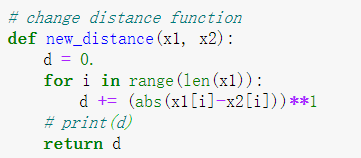 # change distance function
def new_distance(x1, x2):
    d = 0.
    for i in range(len(x1)):
        d += (abs(x1[i]-x2[i]))**1
    # print(d)
    return d